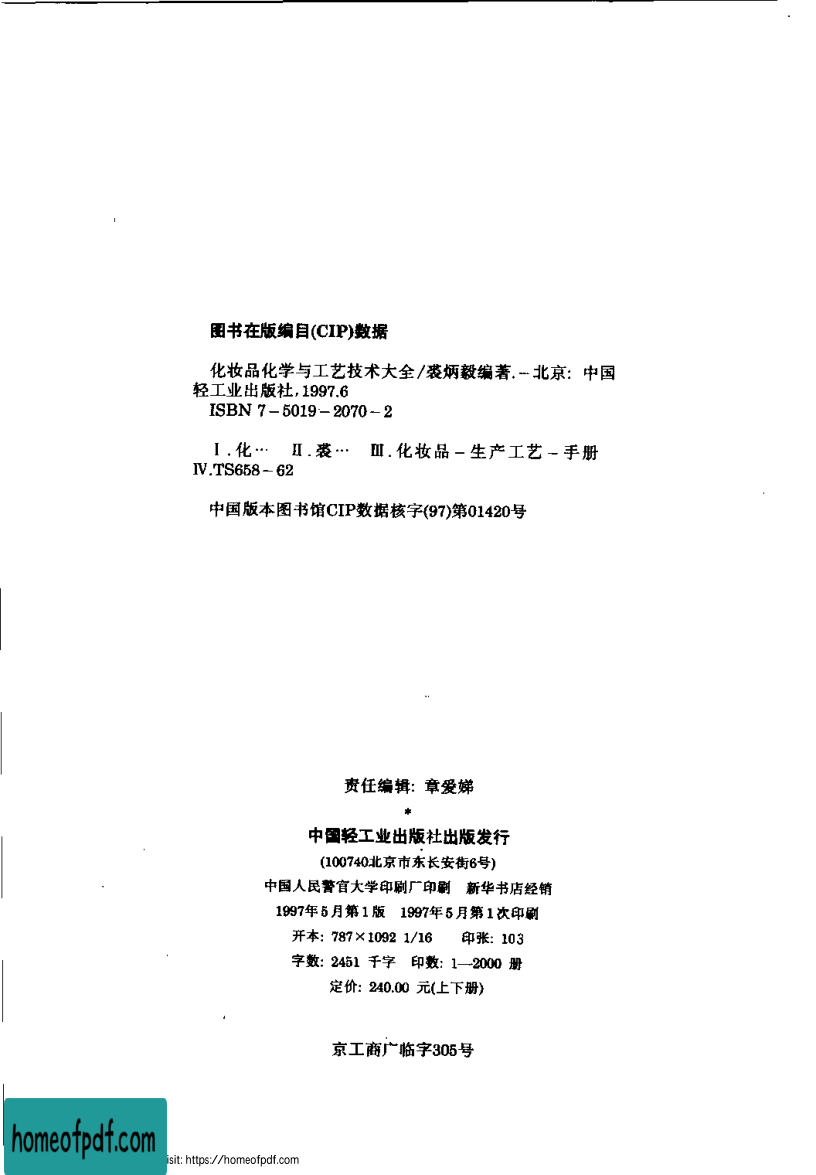 图书在版编目(CIP)数据
化妆品化学与工艺技术大全/裘炳毅编著.－北京：中国
轻工业出版社,1997.6
ISBN 7－5019－2070－2
Ⅰ.化… Ⅱ.裘… Ⅲ.化妆品－生产工艺－手册
Ⅳ.TS658－62
中国版本图书馆CIP数据核字(97)第01420号
责任编辑：章爱娣
*
中国轻工业出版社出版发行
(100740北京市东长安街6号)
中国人民警官大学印刷厂印刷 新华书店经销
1997年5月第1版 1997年5月第1次印刷
开本：787×1092 1/16 印张：103
字数：2451 千字 印数：1—2000 册
定价：240.00 元(上下册)
京工商广临字305号
homeofpdf.com
isit: https://homeofpdf.com